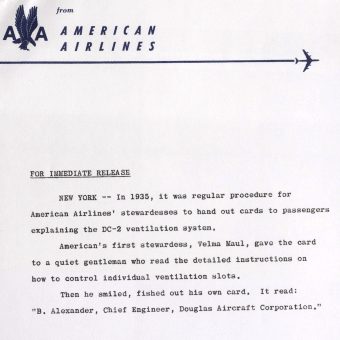 from
AA AMERICAN
AIRLINES
FOR IMMEDIATE RELEASE
NEW YORK -- In 1935, it was regular procedure for
American Airlines' stewardesses to hand out cards to passengers
explaining the DC-2 ventilation system.
American's first stewardess, Velma Maul, gave the card
to a quiet gentleman who read the detailed instructions on
how to control individual ventilation slots.
Then he smiled, fished out his own card. It read:
"B. Alexander, Chief Engineer, Douglas Aircraft Corporation."